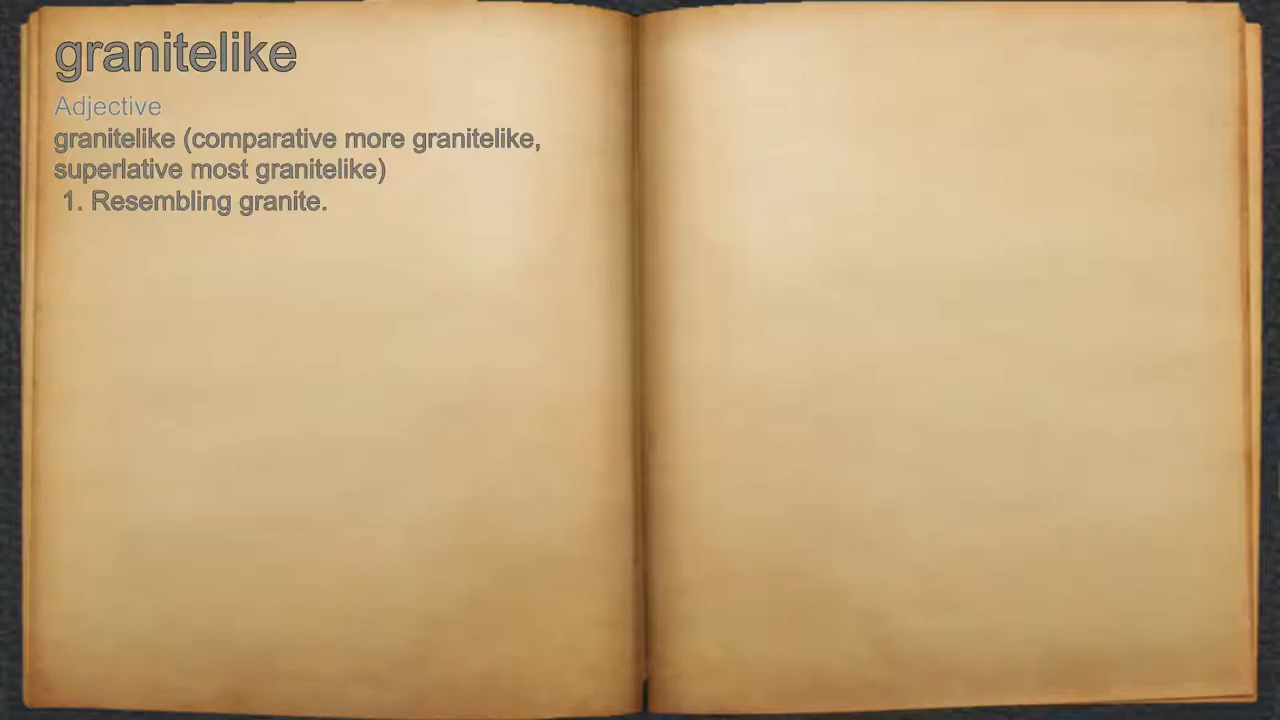 granitelike
Adjective
granitelike (comparative more granitelike,
superlative most granitelike)
1. Resembling granite.